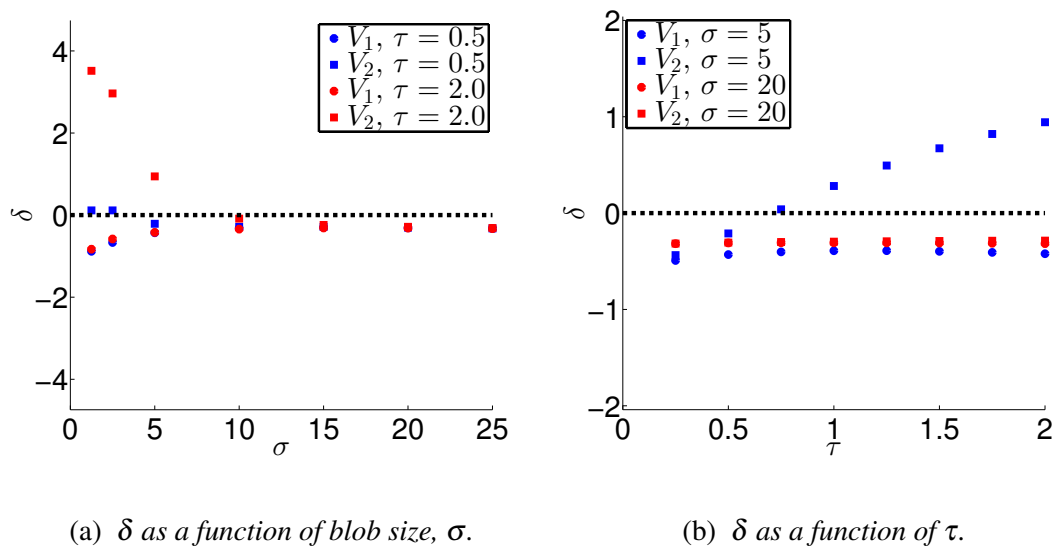 4
2
0
−2
−4
δ
0
5
10
15
20
25
σ
V₁, τ = 0.5
V₂, τ = 0.5
V₁, τ = 2.0
V₂, τ = 2.0
(a) δ as a function of blob size, σ.
2
1
0
−1
−2
δ
0
0.5
1
1.5
2
τ
V₁, σ = 5
V₂, σ = 5
V₁, σ = 20
V₂, σ = 20
(b) δ as a function of τ.